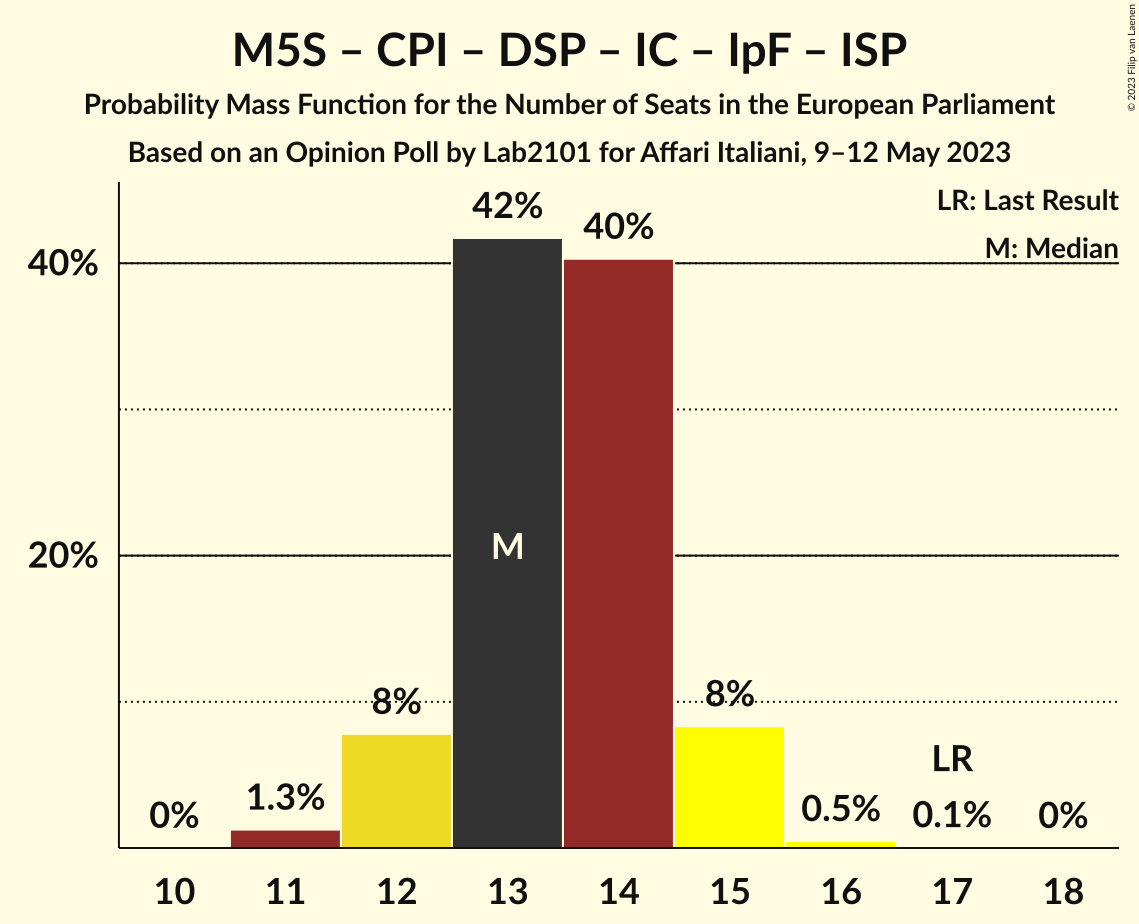 M5S – CPI – DSP – IC – IpF – ISP
Probability Mass Function for the Number of Seats in the European Parliament
Based on an Opinion Poll by Lab2101 for Affari Italiani, 9–12 May 2023
© 2023 Filip van Laenen
LR: Last Result
M: Median
40%
20%
0%
1.3%
8%
42%
40%
8%
0.5%
0.1%
0%
M
LR
10 11 12 13 14 15 16 17 18